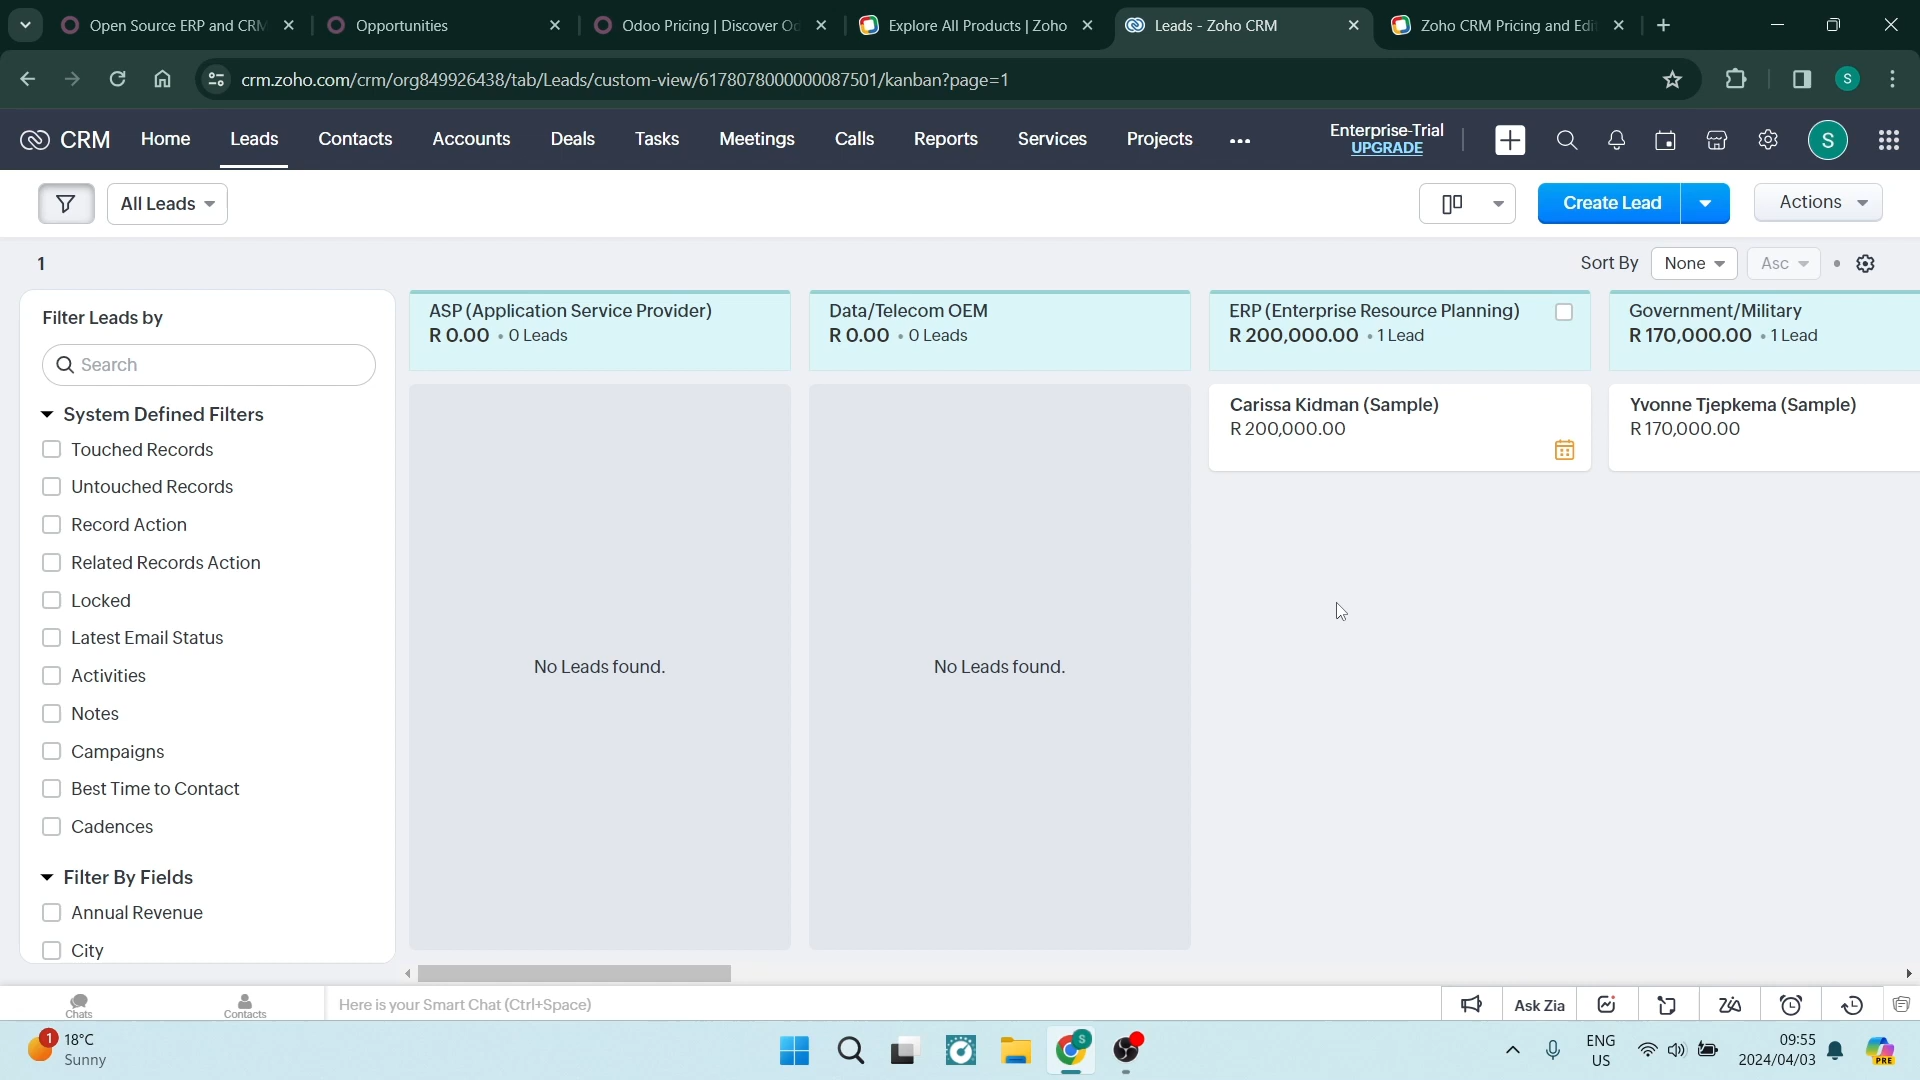 Open Source ERP and CRM
Opportunities
Odoo Pricing | Discover Oc
Explore All Products | Zoho
Leads - Zoho CRM
Zoho CRM Pricing and Edi
crm.zoho.com/crm/org849926438/tab/Leads/custom-view/6178078000000087501/kanban?page=1
S
CRM
Home
Leads
Contacts
Accounts
Deals
Tasks
Meetings
Calls
Reports
Services
Projects
Enterprise-Trial
UPGRADE
S
All Leads
Create Lead
Actions
1
Sort By
None
Asc
Filter Leads by
Search
System Defined Filters
Touched Records
Untouched Records
Record Action
Related Records Action
Locked
Latest Email Status
Activities
Notes
Campaigns
Best Time to Contact
Cadences
Filter By Fields
Annual Revenue
City
ASP (Application Service Provider)
R 0.00 • 0 Leads
No Leads found.
Data/Telecom OEM
R 0.00 • 0 Leads
No Leads found.
ERP (Enterprise Resource Planning)
R 200,000.00 • 1 Lead
Carissa Kidman (Sample)
R 200,000.00
Government/Military
R 170,000.00 • 1 Lead
Yvonne Tjepkema (Sample)
R 170,000.00
Chats
Contacts
Here is your Smart Chat (Ctrl+Space)
Ask Zia
1
18°C
Sunny
S
ENG
US
09:55
2024/04/03
PRE